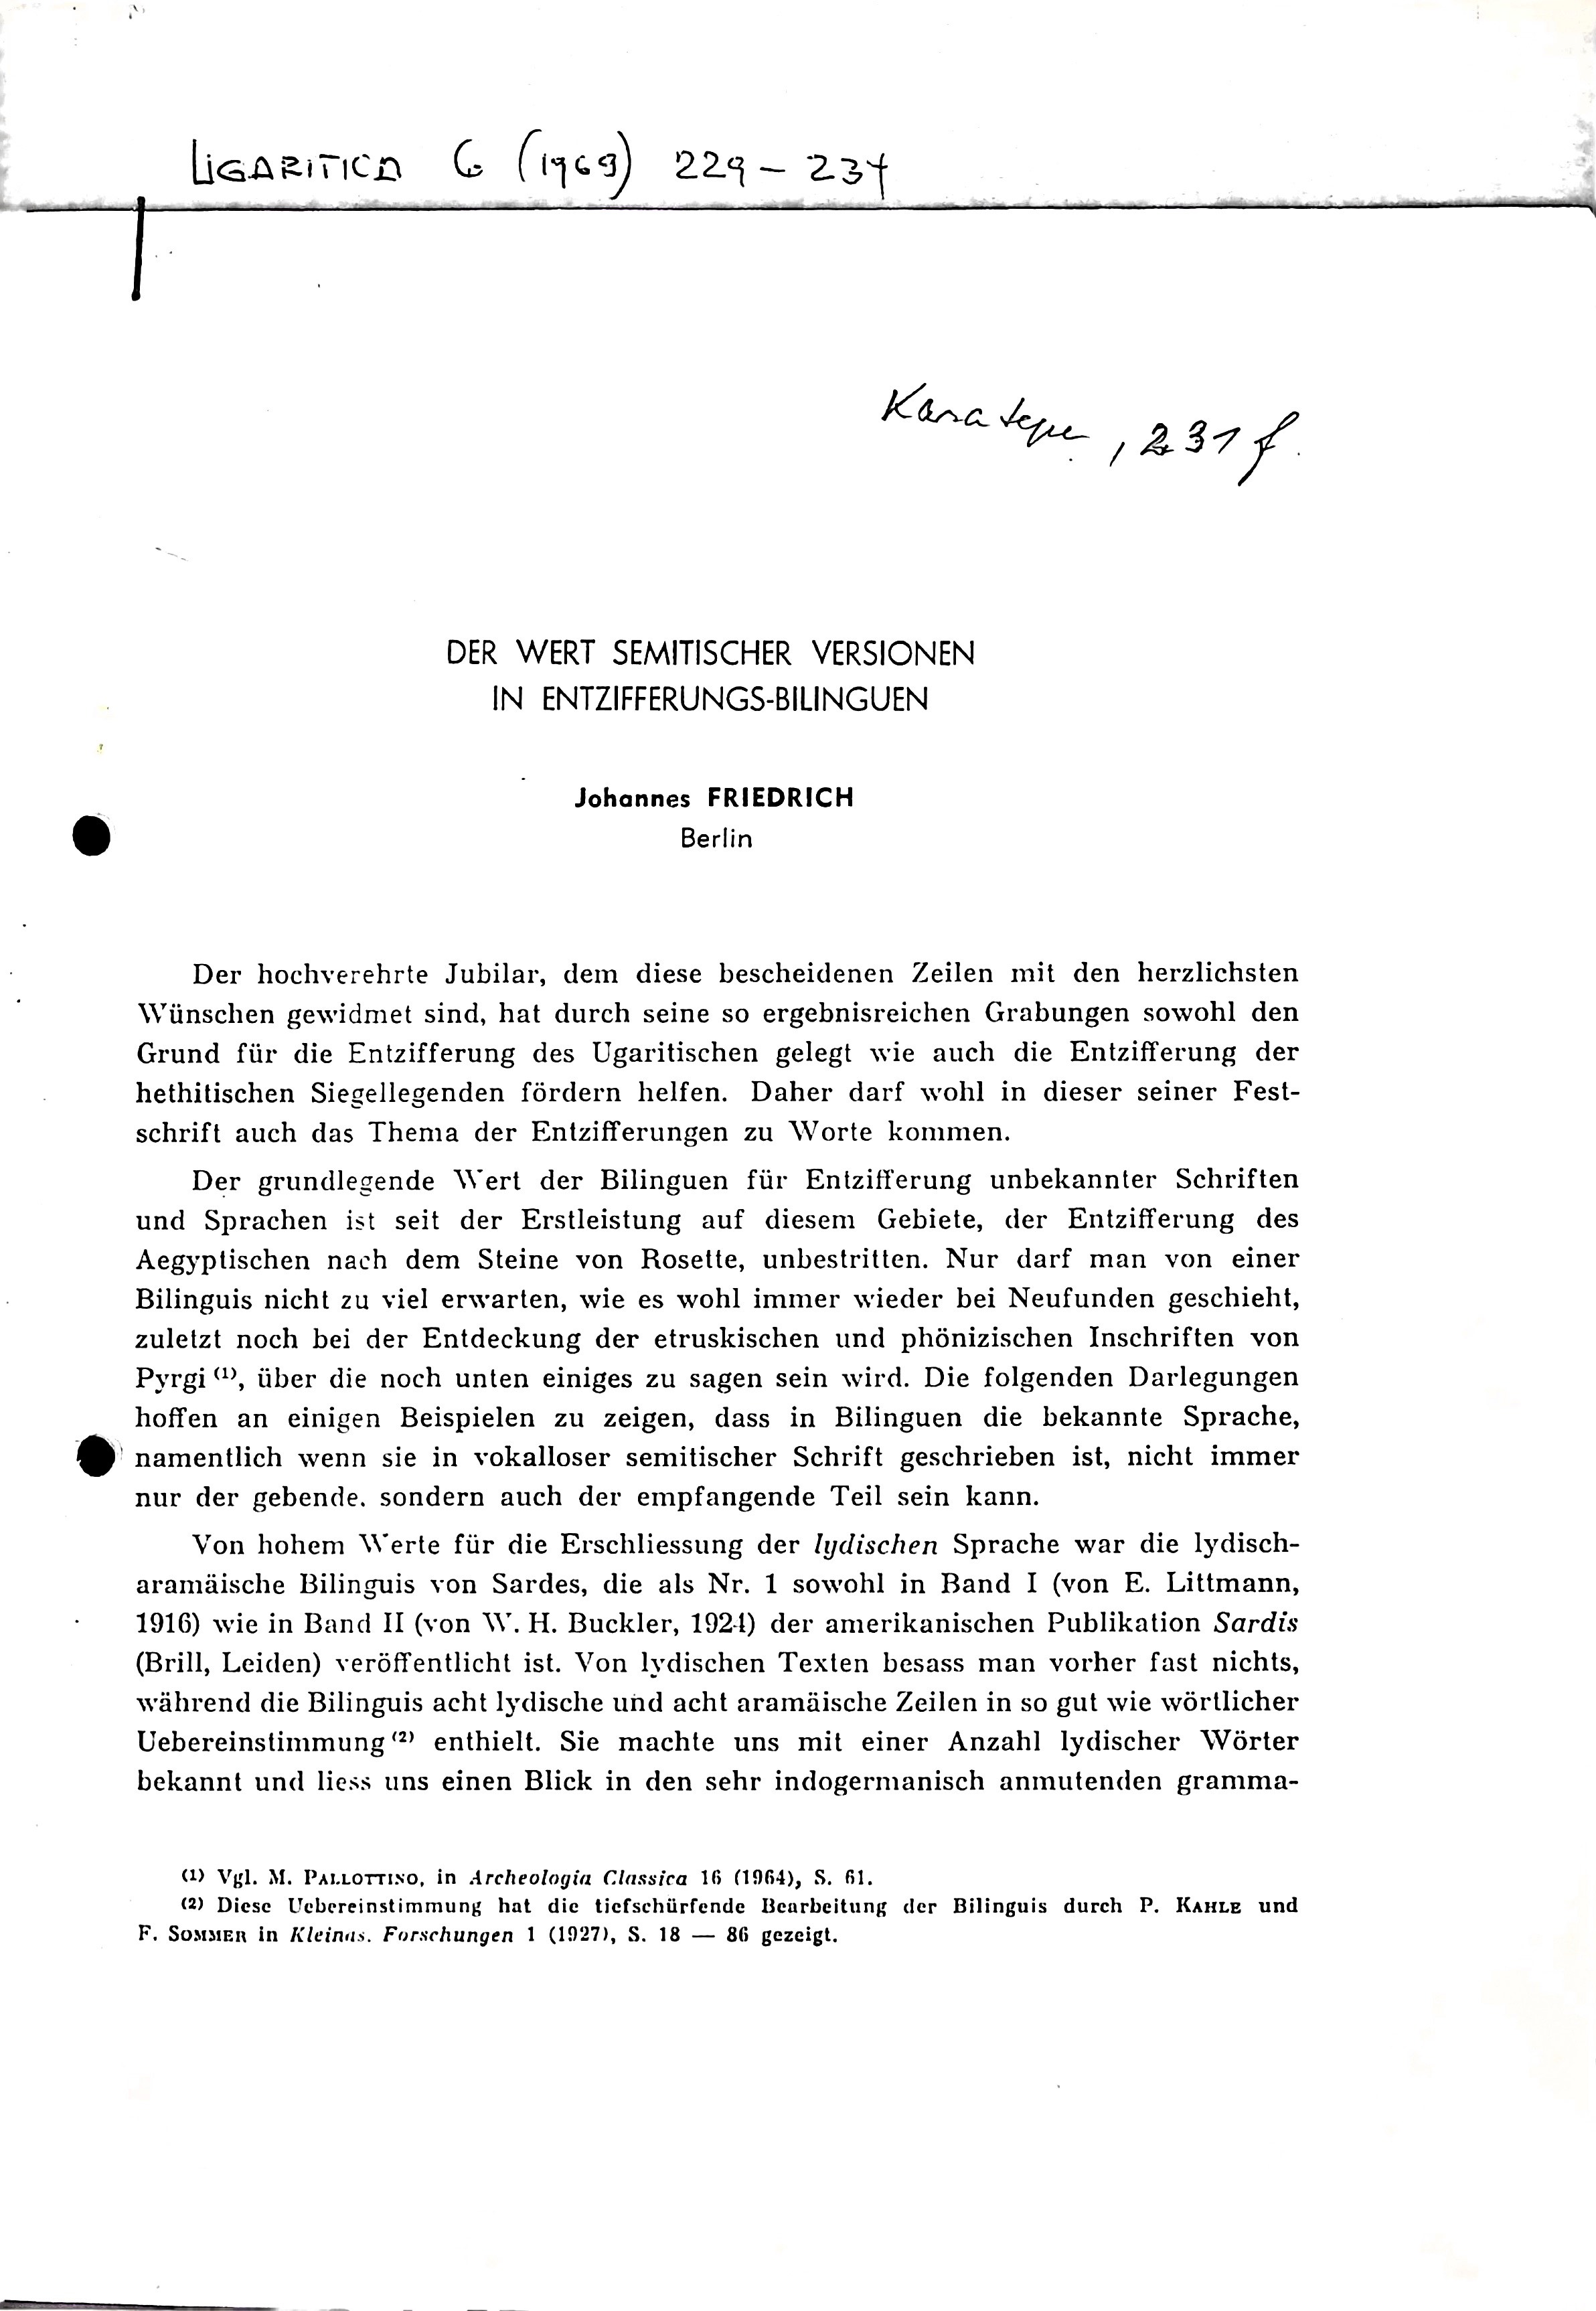 UGARITICA 6 (1969) 229 – 237
Karatepe, 231 f.
DER WERT SEMITISCHER VERSIONEN
IN ENTZIFFERUNGS-BILINGUEN
Johannes FRIEDRICH
Berlin
Der hochverehrte Jubilar, dem diese bescheidenen Zeilen mit den herzlichsten
Wünschen gewidmet sind, hat durch seine so ergebnisreichen Grabungen sowohl den
Grund für die Entzifferung des Ugaritischen gelegt wie auch die Entzifferung der
hethitischen Siegellegenden fördern helfen. Daher darf wohl in dieser seiner Fest-
schrift auch das Thema der Entzifferungen zu Worte kommen.
Der grundlegende Wert der Bilinguen für Entzifferung unbekannter Schriften
und Sprachen ist seit der Erstleistung auf diesem Gebiete, der Entzifferung des
Aegyptischen nach dem Steine von Rosette, unbestritten. Nur darf man von einer
Bilinguis nicht zu viel erwarten, wie es wohl immer wieder bei Neufunden geschieht,
zuletzt noch bei der Entdeckung der etruskischen und phönizischen Inschriften von
Pyrgi (1), über die noch unten einiges zu sagen sein wird. Die folgenden Darlegungen
hoffen an einigen Beispielen zu zeigen, dass in Bilinguen die bekannte Sprache,
namentlich wenn sie in vokalloser semitischer Schrift geschrieben ist, nicht immer
nur der gebende. sondern auch der empfangende Teil sein kann.
Von hohem Werte für die Erschliessung der lydischen Sprache war die lydisch-
aramäische Bilinguis von Sardes, die als Nr. 1 sowohl in Band I (von E. Littmann,
1916) wie in Band II (von W. H. Buckler, 1924) der amerikanischen Publikation Sardis
(Brill, Leiden) veröffentlicht ist. Von lydischen Texten besass man vorher fast nichts,
während die Bilinguis acht lydische und acht aramäische Zeilen in so gut wie wörtlicher
Uebereinstimmung (2) enthielt. Sie machte uns mit einer Anzahl lydischer Wörter
bekannt und liess uns einen Blick in den sehr indogermanisch anmutenden gramma-
(1) Vgl. M. PALLOTTINO, in Archeologia Classica 16 (1964), S. 61.
(2) Diese Uebereinstimmung hat die tiefschürfende Bearbeitung der Bilinguis durch P. KAHLE und
F. SOMMER in Kleinas. Forschungen 1 (1927), S. 18 — 86 gezeigt.